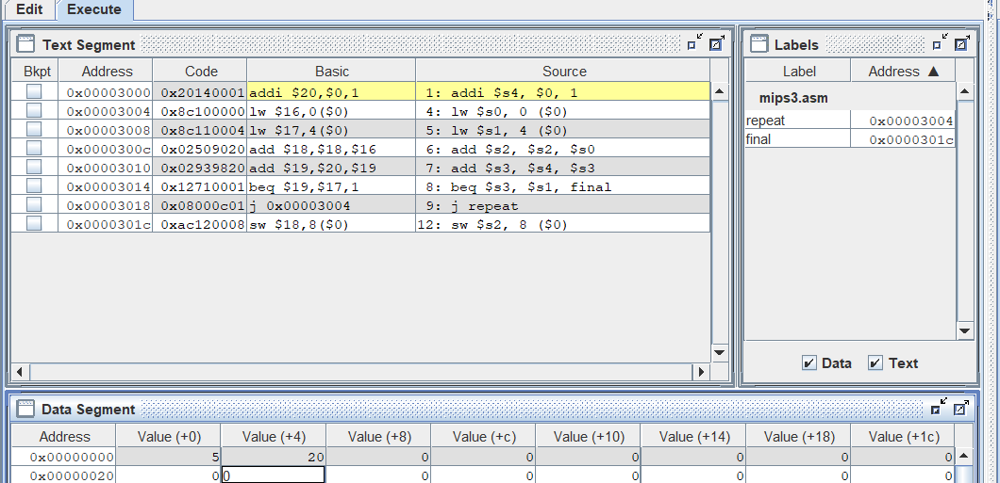 Edit Execute
Text Segment
Bkpt Address Code Basic Source
0x00003000 0x20140001 addi $20,$0,1 1: addi $s4, $0, 1
0x00003004 0x8c100000 lw $16,0($0) 4: lw $s0, 0 ($0)
0x00003008 0x8c110004 lw $17,4($0) 5: lw $s1, 4 ($0)
0x0000300c 0x02509020 add $18,$18,$16 6: add $s2, $s2, $s0
0x00003010 0x02939820 add $19,$20,$19 7: add $s3, $s4, $s3
0x00003014 0x12710001 beq $19,$17,1 8: beq $s3, $s1, final
0x00003018 0x08000c01 j 0x00003004 9: j repeat
0x0000301c 0xac120008 sw $18,8($0) 12: sw $s2, 8 ($0)
Labels
Label Address ▲
mips3.asm
repeat 0x00003004
final 0x0000301c
Data Text
Data Segment
Address Value (+0) Value (+4) Value (+8) Value (+c) Value (+10) Value (+14) Value (+18) Value (+1c)
0x00000000 5 20 0 0 0 0 0 0
0x00000020 0 0 0 0 0 0 0 0